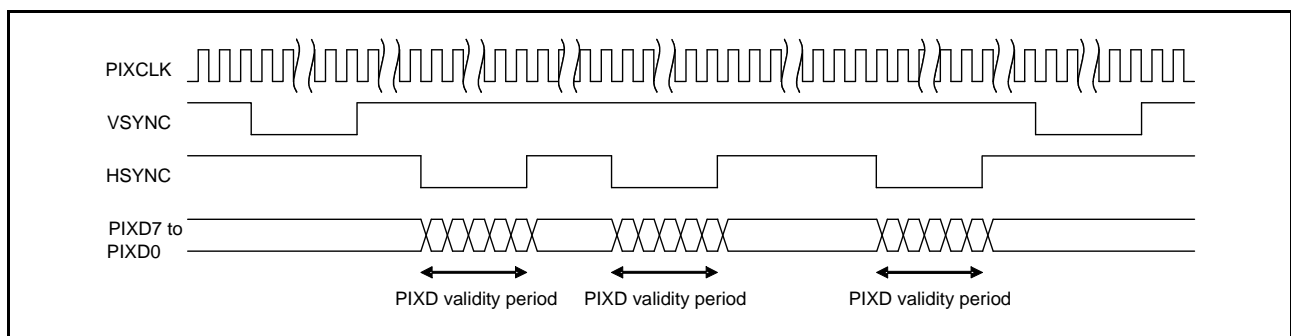 PIXCLK
VSYNC
HSYNC
PIXD7 to
PIXD0
PIXD validity period
PIXD validity period
PIXD validity period